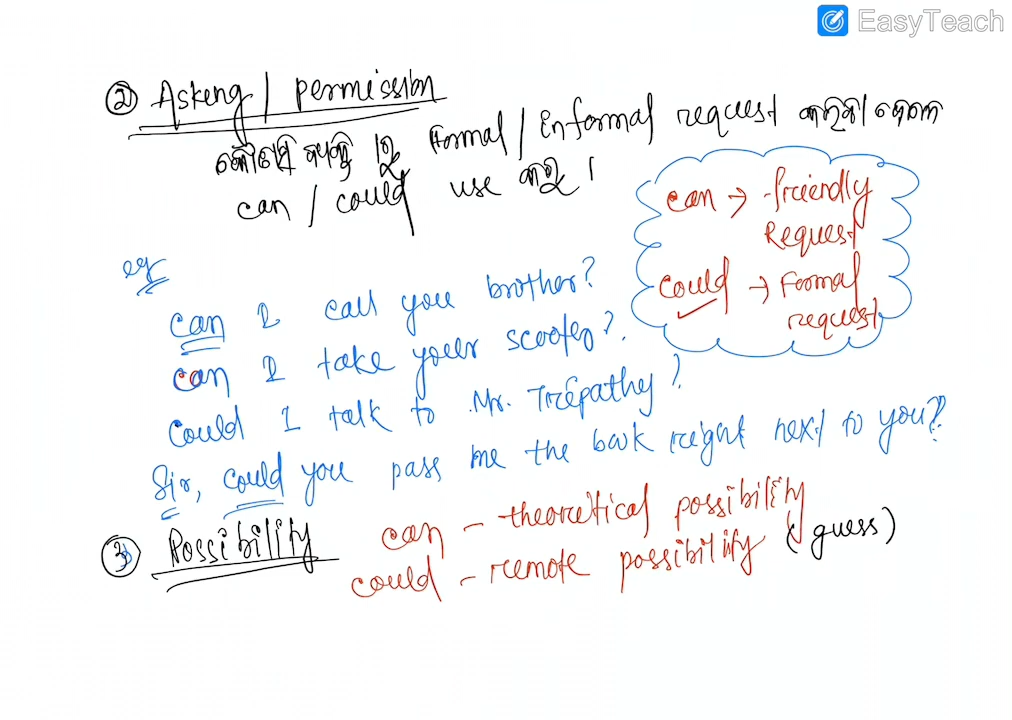 EasyTeach
② Asking / permission
Formal / Informal request
can / could use
can → friendly
Request
could → Formal
request
eg
can I call you brother?
can I take your scooter?
Could I talk to Mr. Tripathy?
Sir, could you pass me the book right next to you?
③ Possibility
can - theoretical possibility
could - remote possibility (guess)